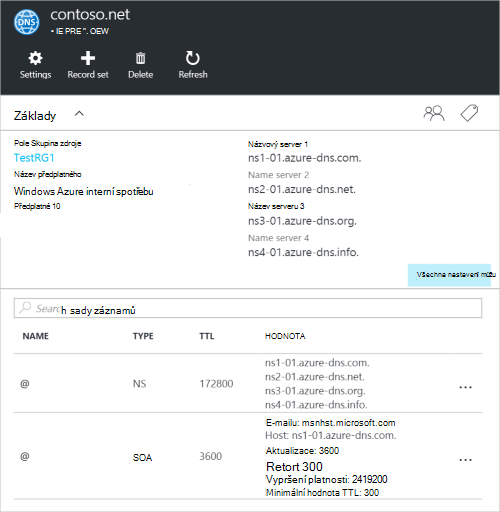 contoso.net
• IE PRE ". OEW
Settings
Record set
Delete
Refresh
Základy
Pole Skupina zdroje
TestRG1
Název předplatného
Windows Azure interní spotřebu
Předplatné 10
Názvový server 1
ns1-01.azure-dns.com.
Name server 2
ns2-01.azure-dns.net.
Název serveru 3
ns3-01.azure-dns.org.
Name server 4
ns4-01.azure-dns.info.
Všechna nastavení můžu
Search sady záznamů
NAME TYPE TTL HODNOTA
@ NS 172800
ns1-01.azure-dns.com.
ns2-01.azure-dns.net.
ns3-01.azure-dns.org.
ns4-01.azure-dns.info.
...
@ SOA 3600
E-mailu: msnhst.microsoft.com
Host: ns1-01.azure-dns.com.
Aktualizace: 3600
Retort 300
Vypršení platnosti: 2419200
Minimální hodnota TTL: 300
...